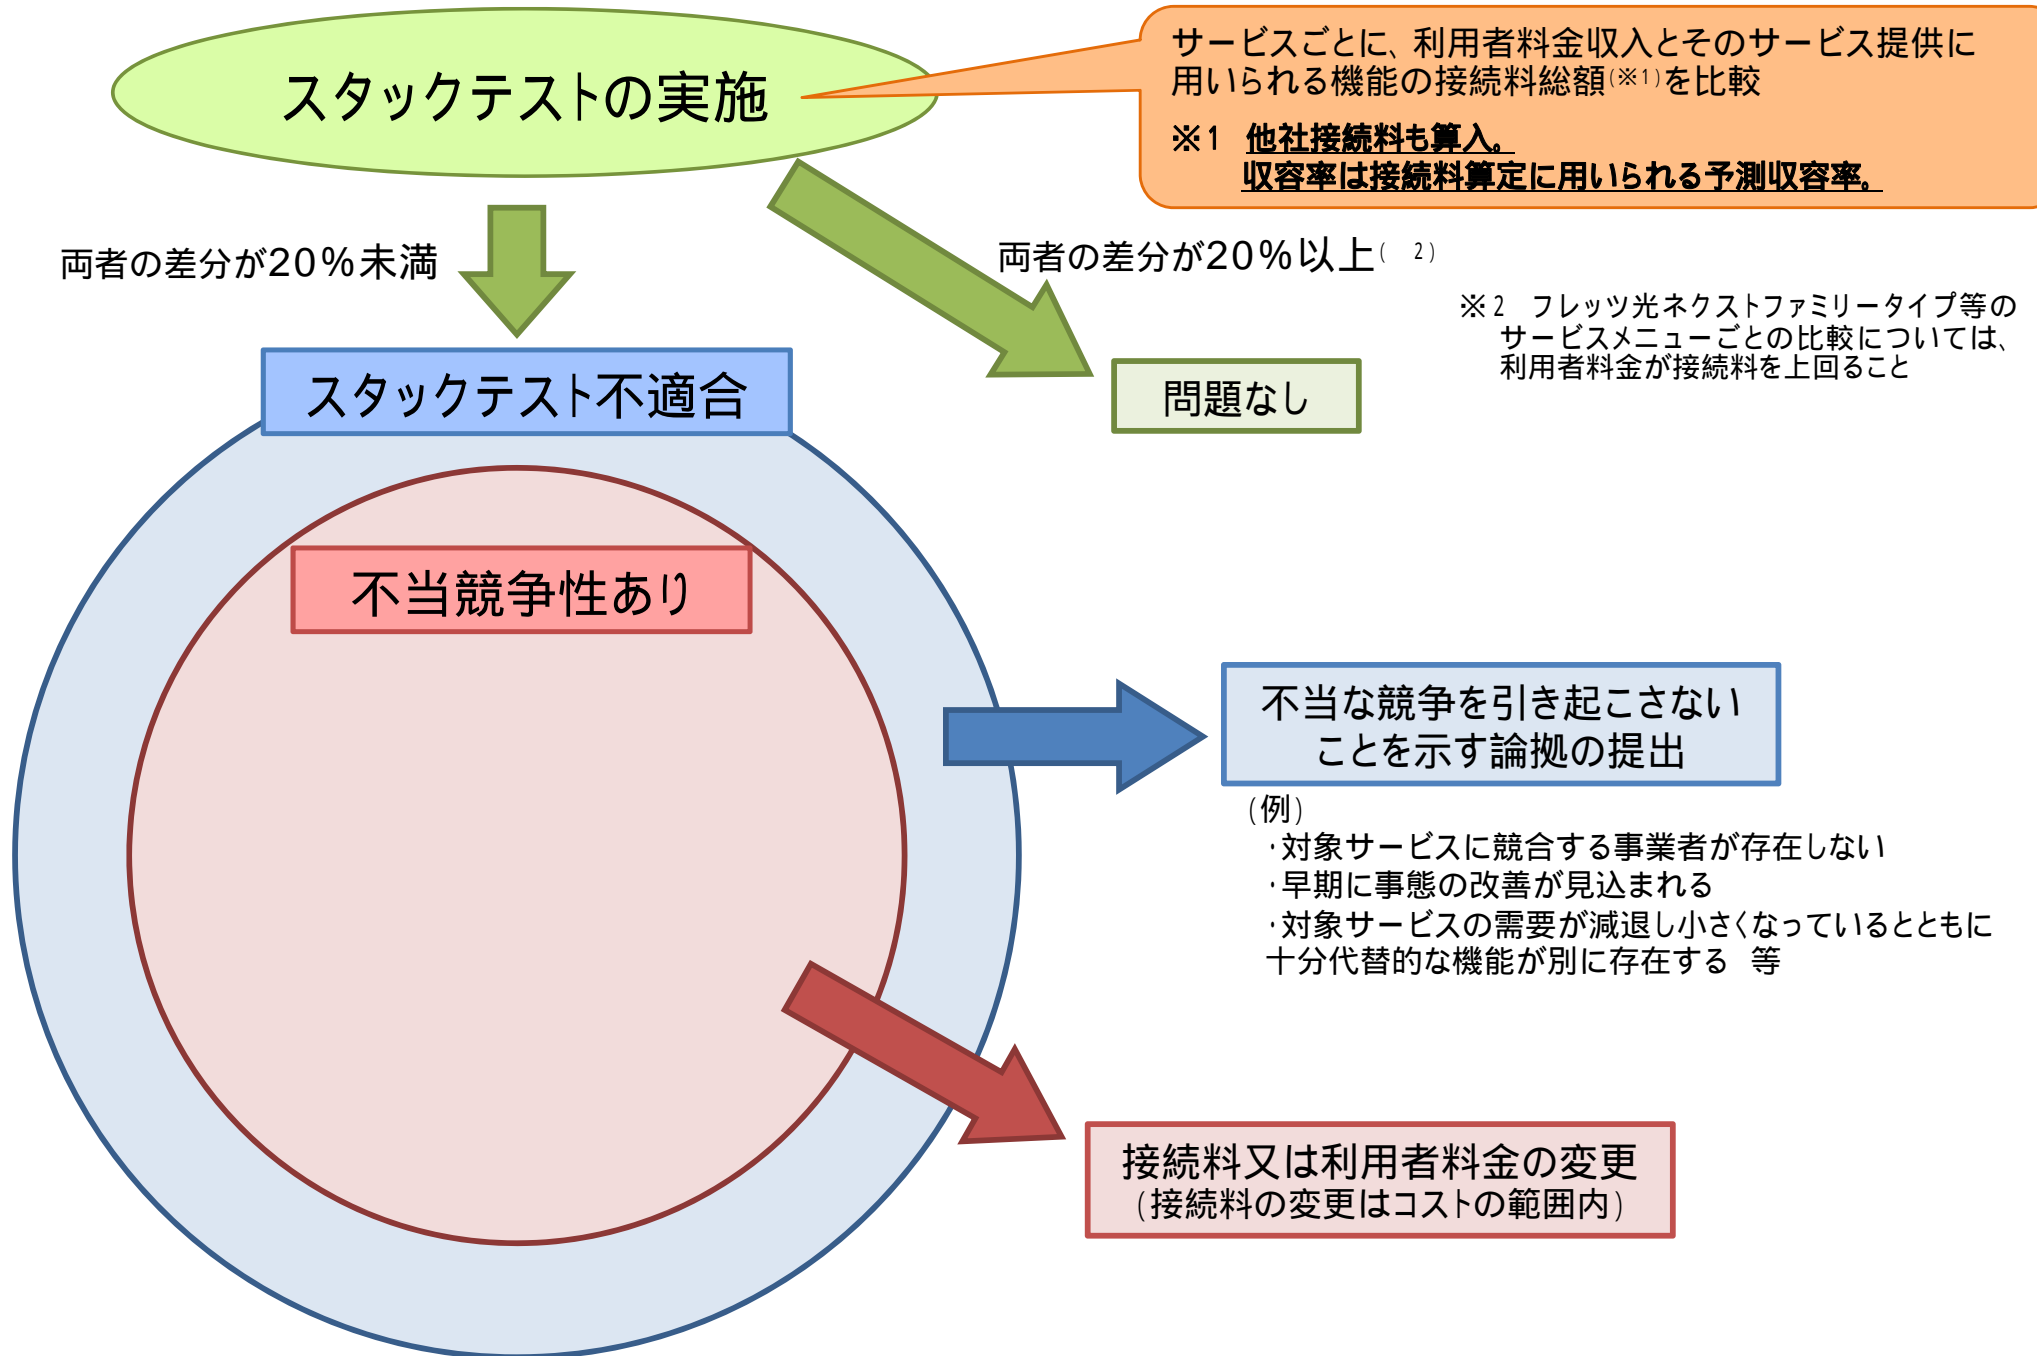 スタックテストの実施
サービスごとに、利用者料金収入とそのサービス提供に
用いられる機能の接続料総額(※1)を比較
※1 他社接続料も算入。
収容率は接続料算定に用いられる予測収容率。
両者の差分が20%未満
両者の差分が20%以上( 2)
※2 フレッツ光ネクストファミリータイプ等の
サービスメニューごとの比較については、
利用者料金が接続料を上回ること
スタックテスト不適合
問題なし
不当競争性あり
不当な競争を引き起こさない
ことを示す論拠の提出
(例)
・対象サービスに競合する事業者が存在しない
・早期に事態の改善が見込まれる
・対象サービスの需要が減退し小さくなっているとともに
十分代替的な機能が別に存在する 等
接続料又は利用者料金の変更
(接続料の変更はコストの範囲内)